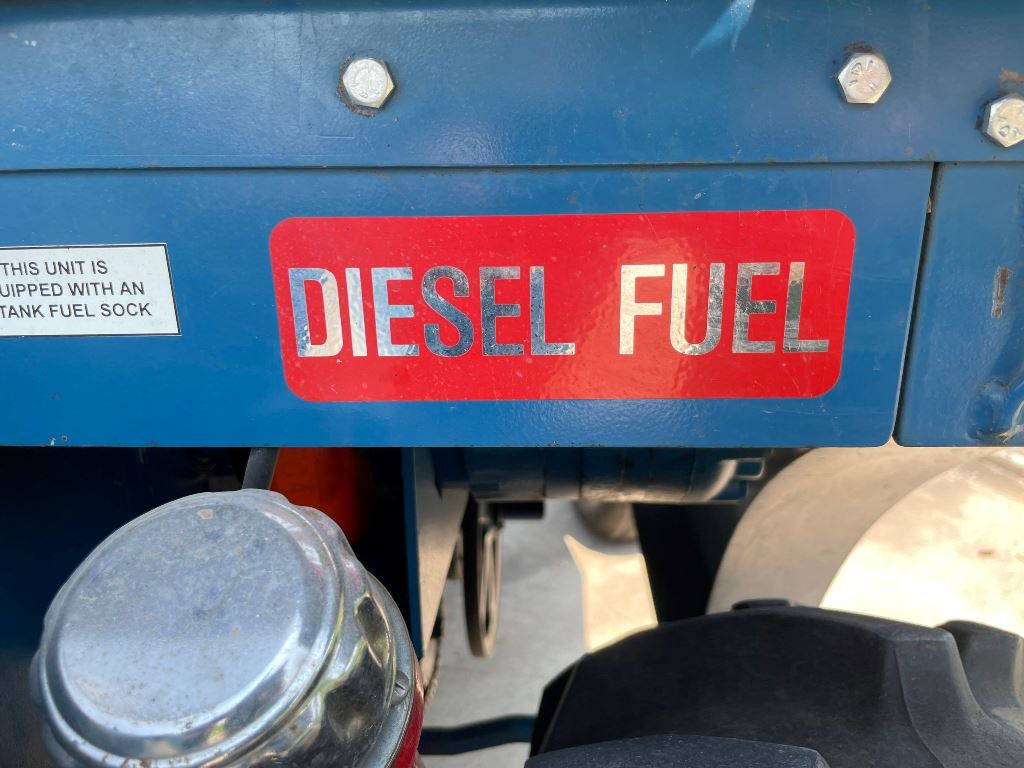 THIS UNIT IS
UIPPED WITH AN
TANK FUEL SOCK
DIESEL FUEL